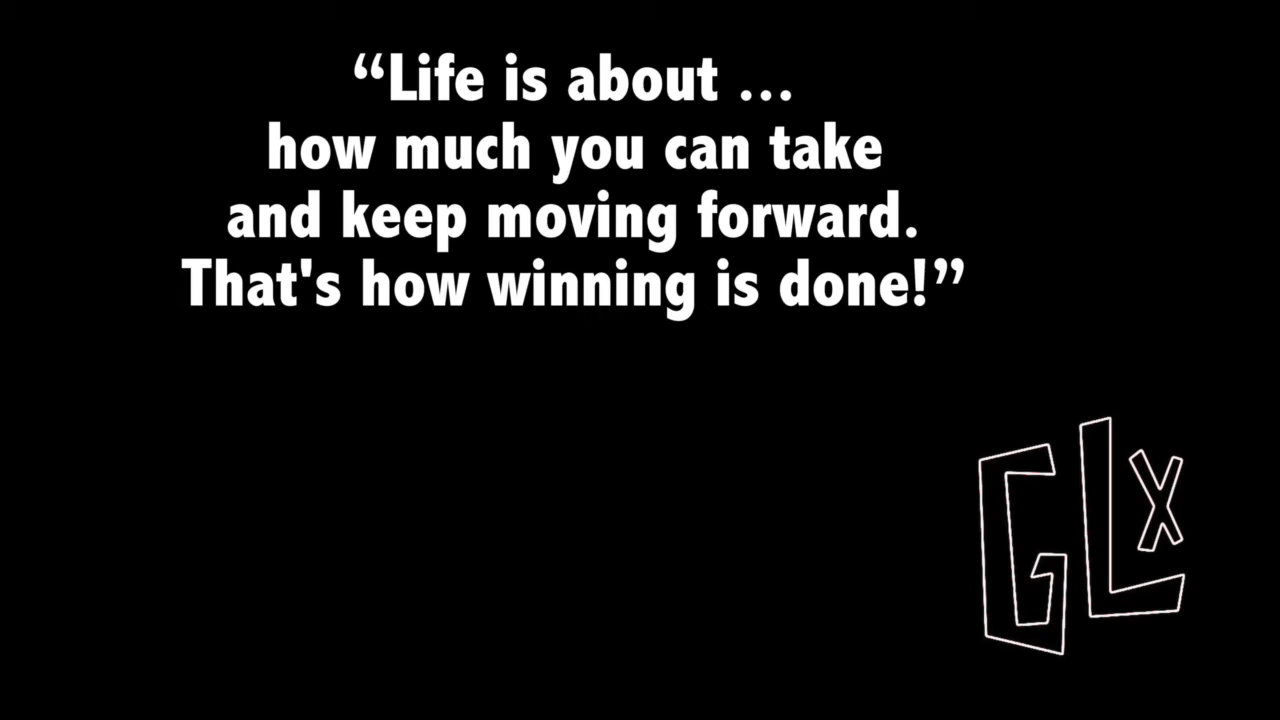 “Life is about ...
how much you can take
and keep moving forward.
That's how winning is done!”
GLx